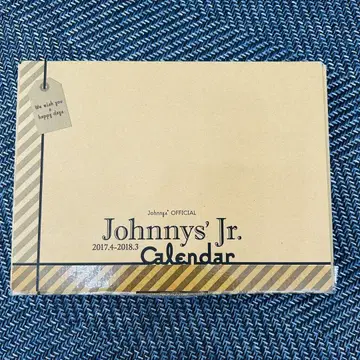 We wish you
a
happy days
Johnnys' OFFICIAL
Johnnys' Jr.
2017.4-2018.3
Calendar